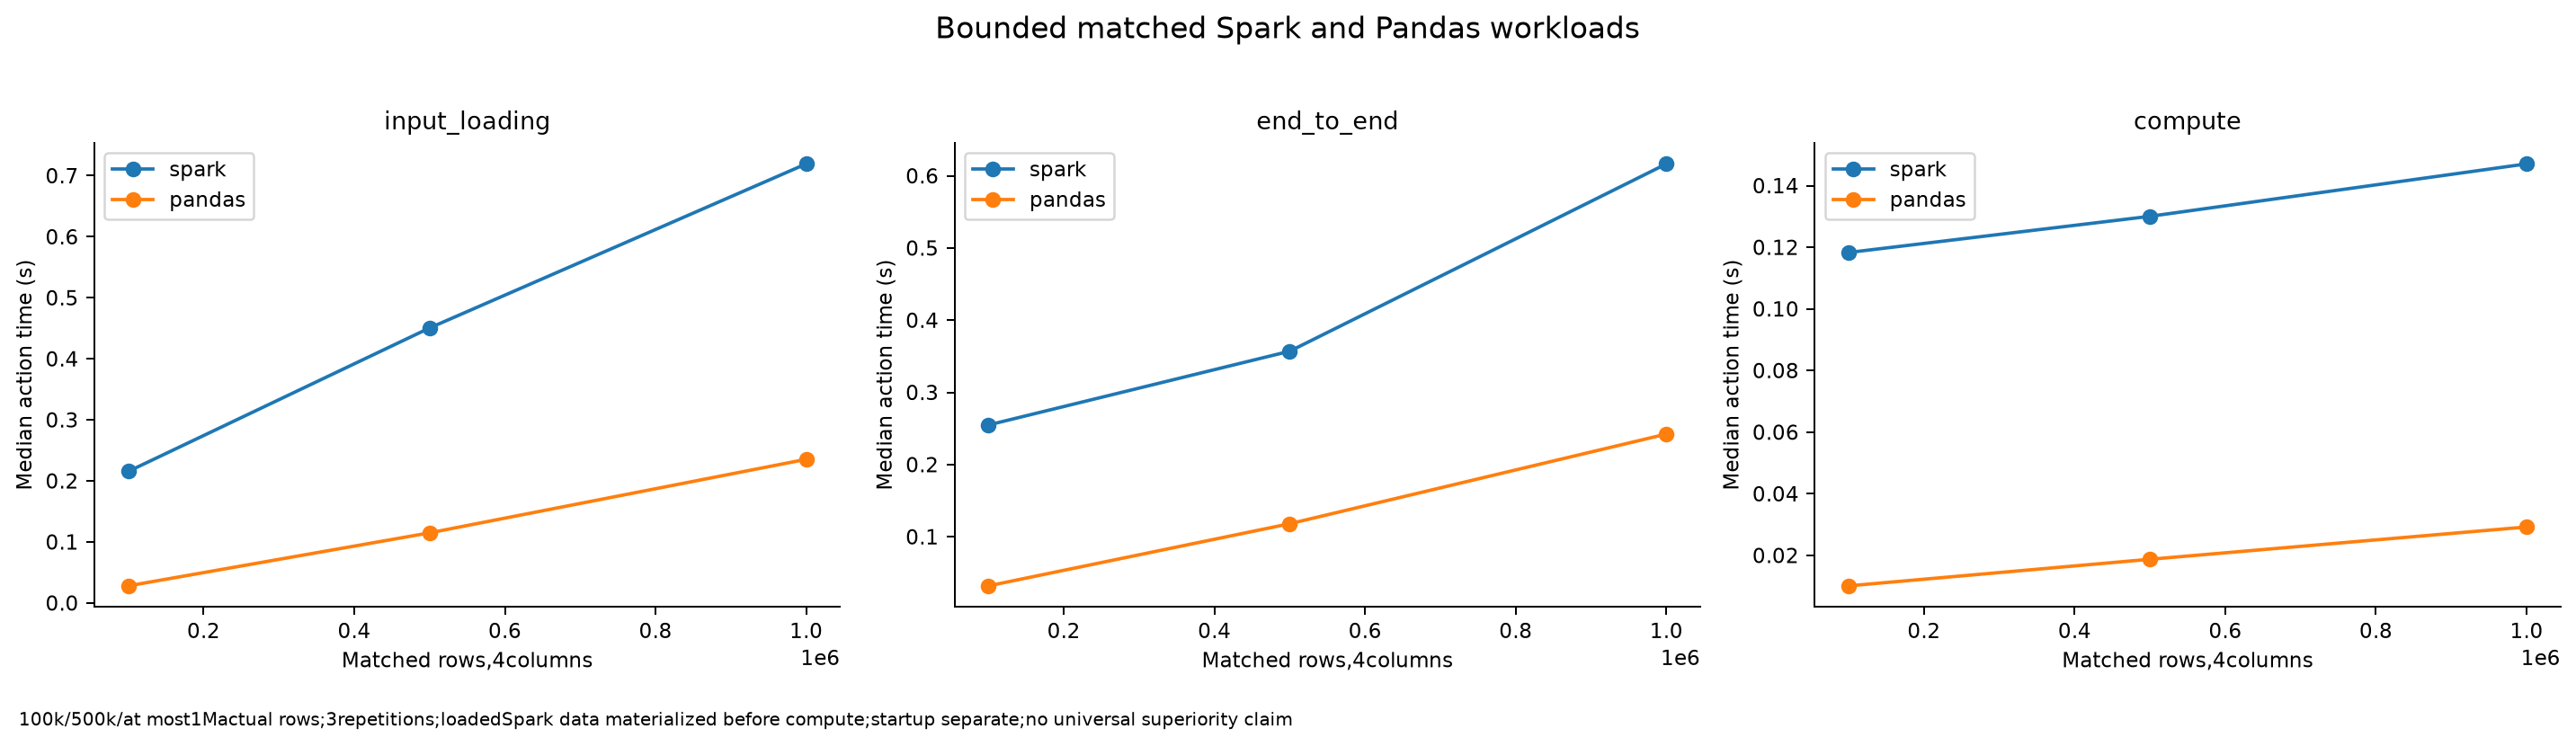 Bounded matched Spark and Pandas workloads
input_loading
spark
pandas
Median action time (s)
0.7
0.6
0.5
0.4
0.3
0.2
0.1
0.0
0.2 0.4 0.6 0.8 1.0
1e6
Matched rows,4columns
end_to_end
spark
pandas
Median action time (s)
0.6
0.5
0.4
0.3
0.2
0.1
0.2 0.4 0.6 0.8 1.0
1e6
Matched rows,4columns
compute
spark
pandas
Median action time (s)
0.14
0.12
0.10
0.08
0.06
0.04
0.02
0.2 0.4 0.6 0.8 1.0
1e6
Matched rows,4columns
100k/500k/at most1Mactual rows;3repetitions;loadedSpark data materialized before compute;startup separate;no universal superiority claim